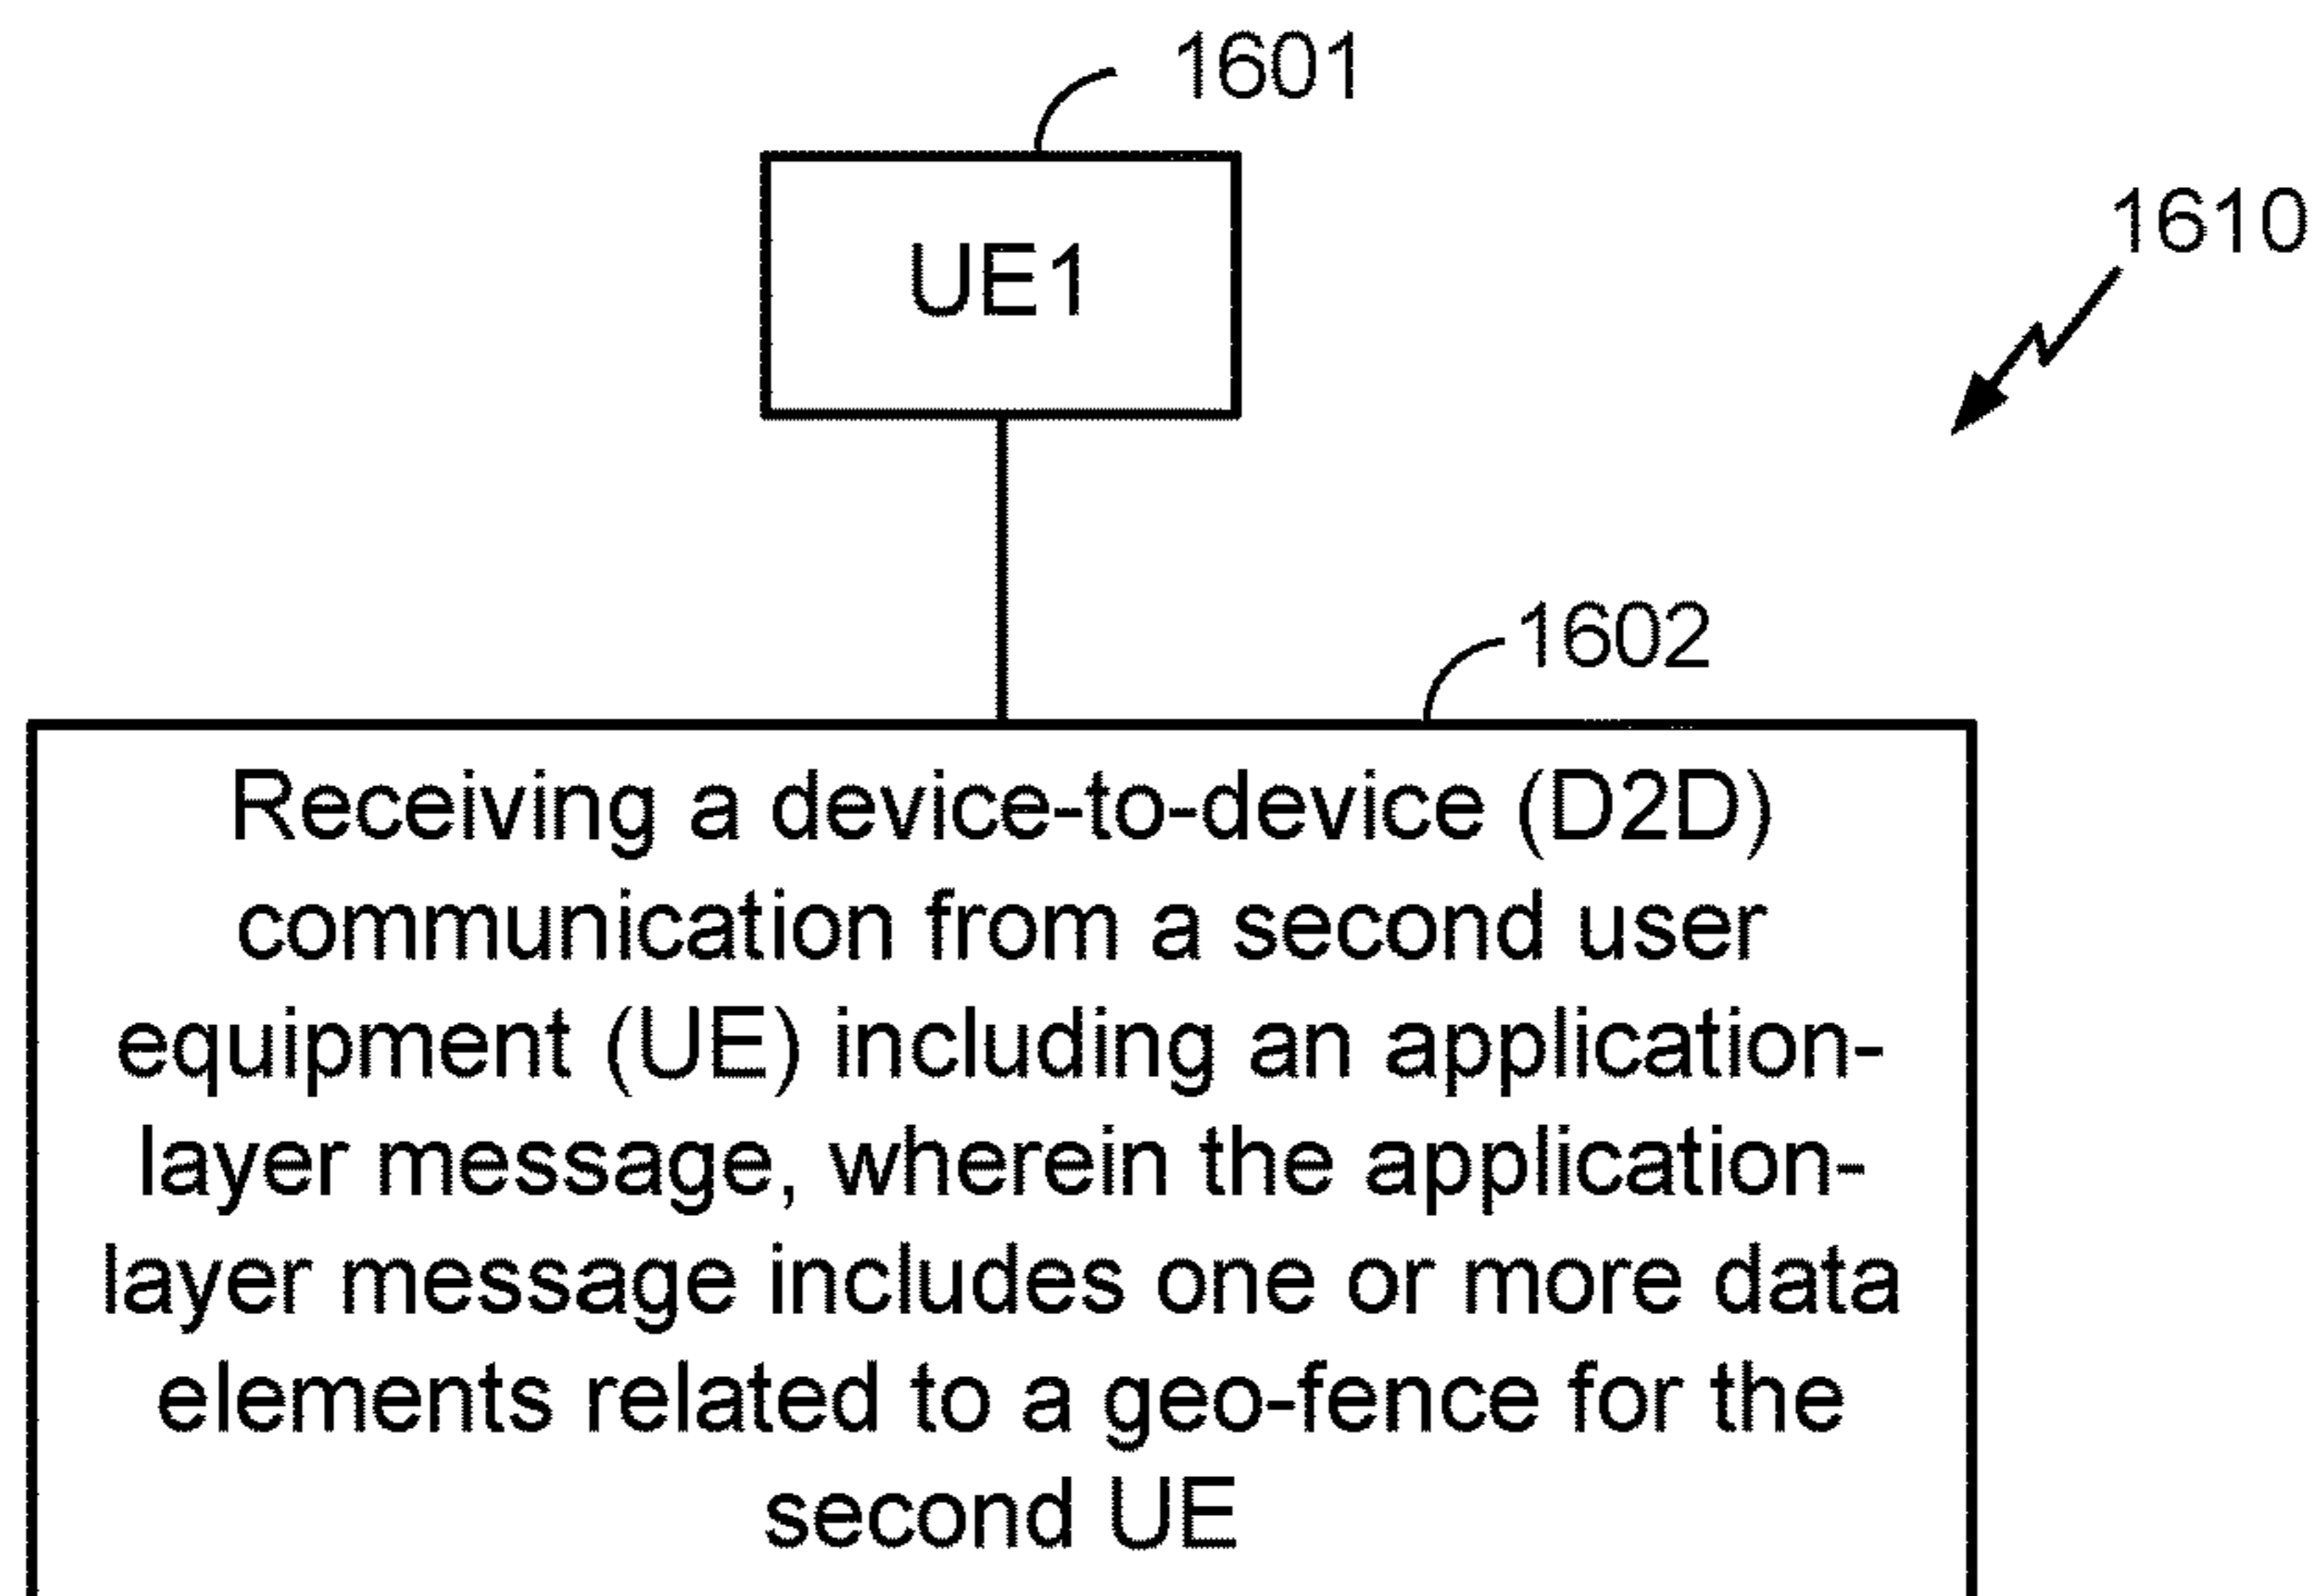 1601
UE1
1610
1602
Receiving a device-to-device (D2D)
communication from a second user
equipment (UE) including an application-
layer message, wherein the application-
layer message includes one or more data
elements related to a geo-fence for the
second UE